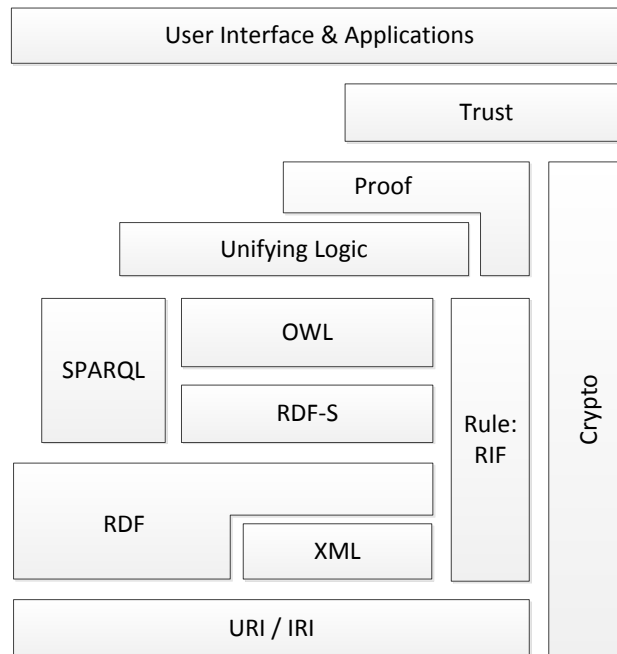 User Interface & Applications
Trust
Proof
Unifying Logic
SPARQL
OWL
RDF-S
Rule:
RIF
Crypto
RDF
XML
URI / IRI